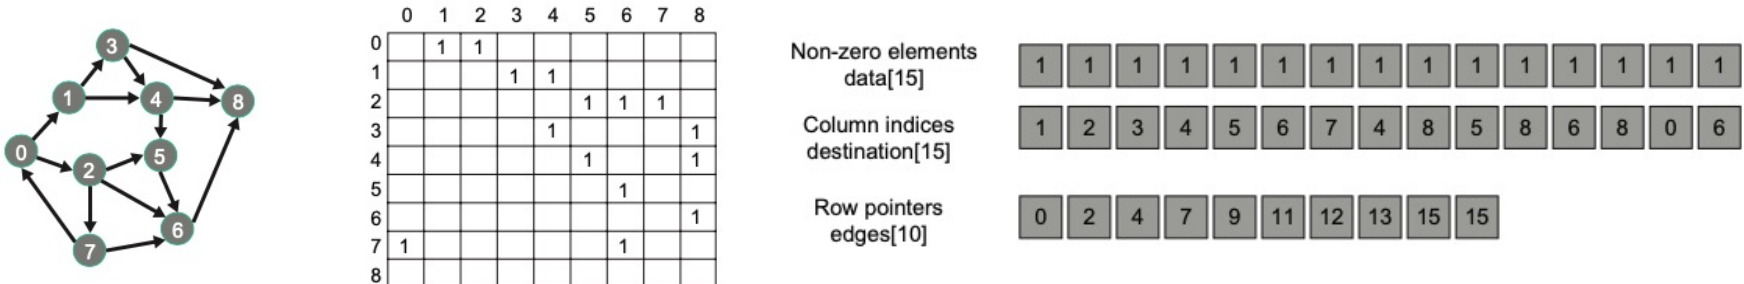 3
1
4
8
0
2
5
7
6
0 1 2 3 4 5 6 7 8
0 1 1
1 1 1
2 1 1 1
3 1 1
4 1 1
5 1
6 1
7 1 1
8
Non-zero elements
data[15]
1 1 1 1 1 1 1 1 1 1 1 1 1 1 1
Column indices
destination[15]
1 2 3 4 5 6 7 4 8 5 8 6 8 0 6
Row pointers
edges[10]
0 2 4 7 9 11 12 13 15 15